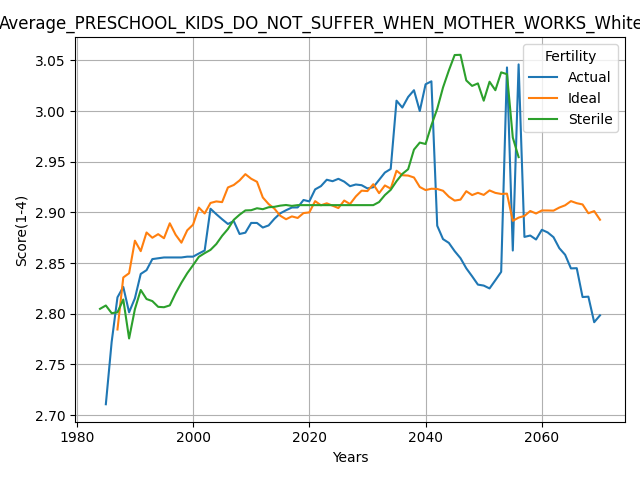 Average_PRESCHOOL_KIDS_DO_NOT_SUFFER_WHEN_MOTHER_WORKS_White
Fertility
Actual
Ideal
Sterile
Score(1-4)
3.05
3.00
2.95
2.90
2.85
2.80
2.75
2.70
1980 2000 2020 2040 2060
Years